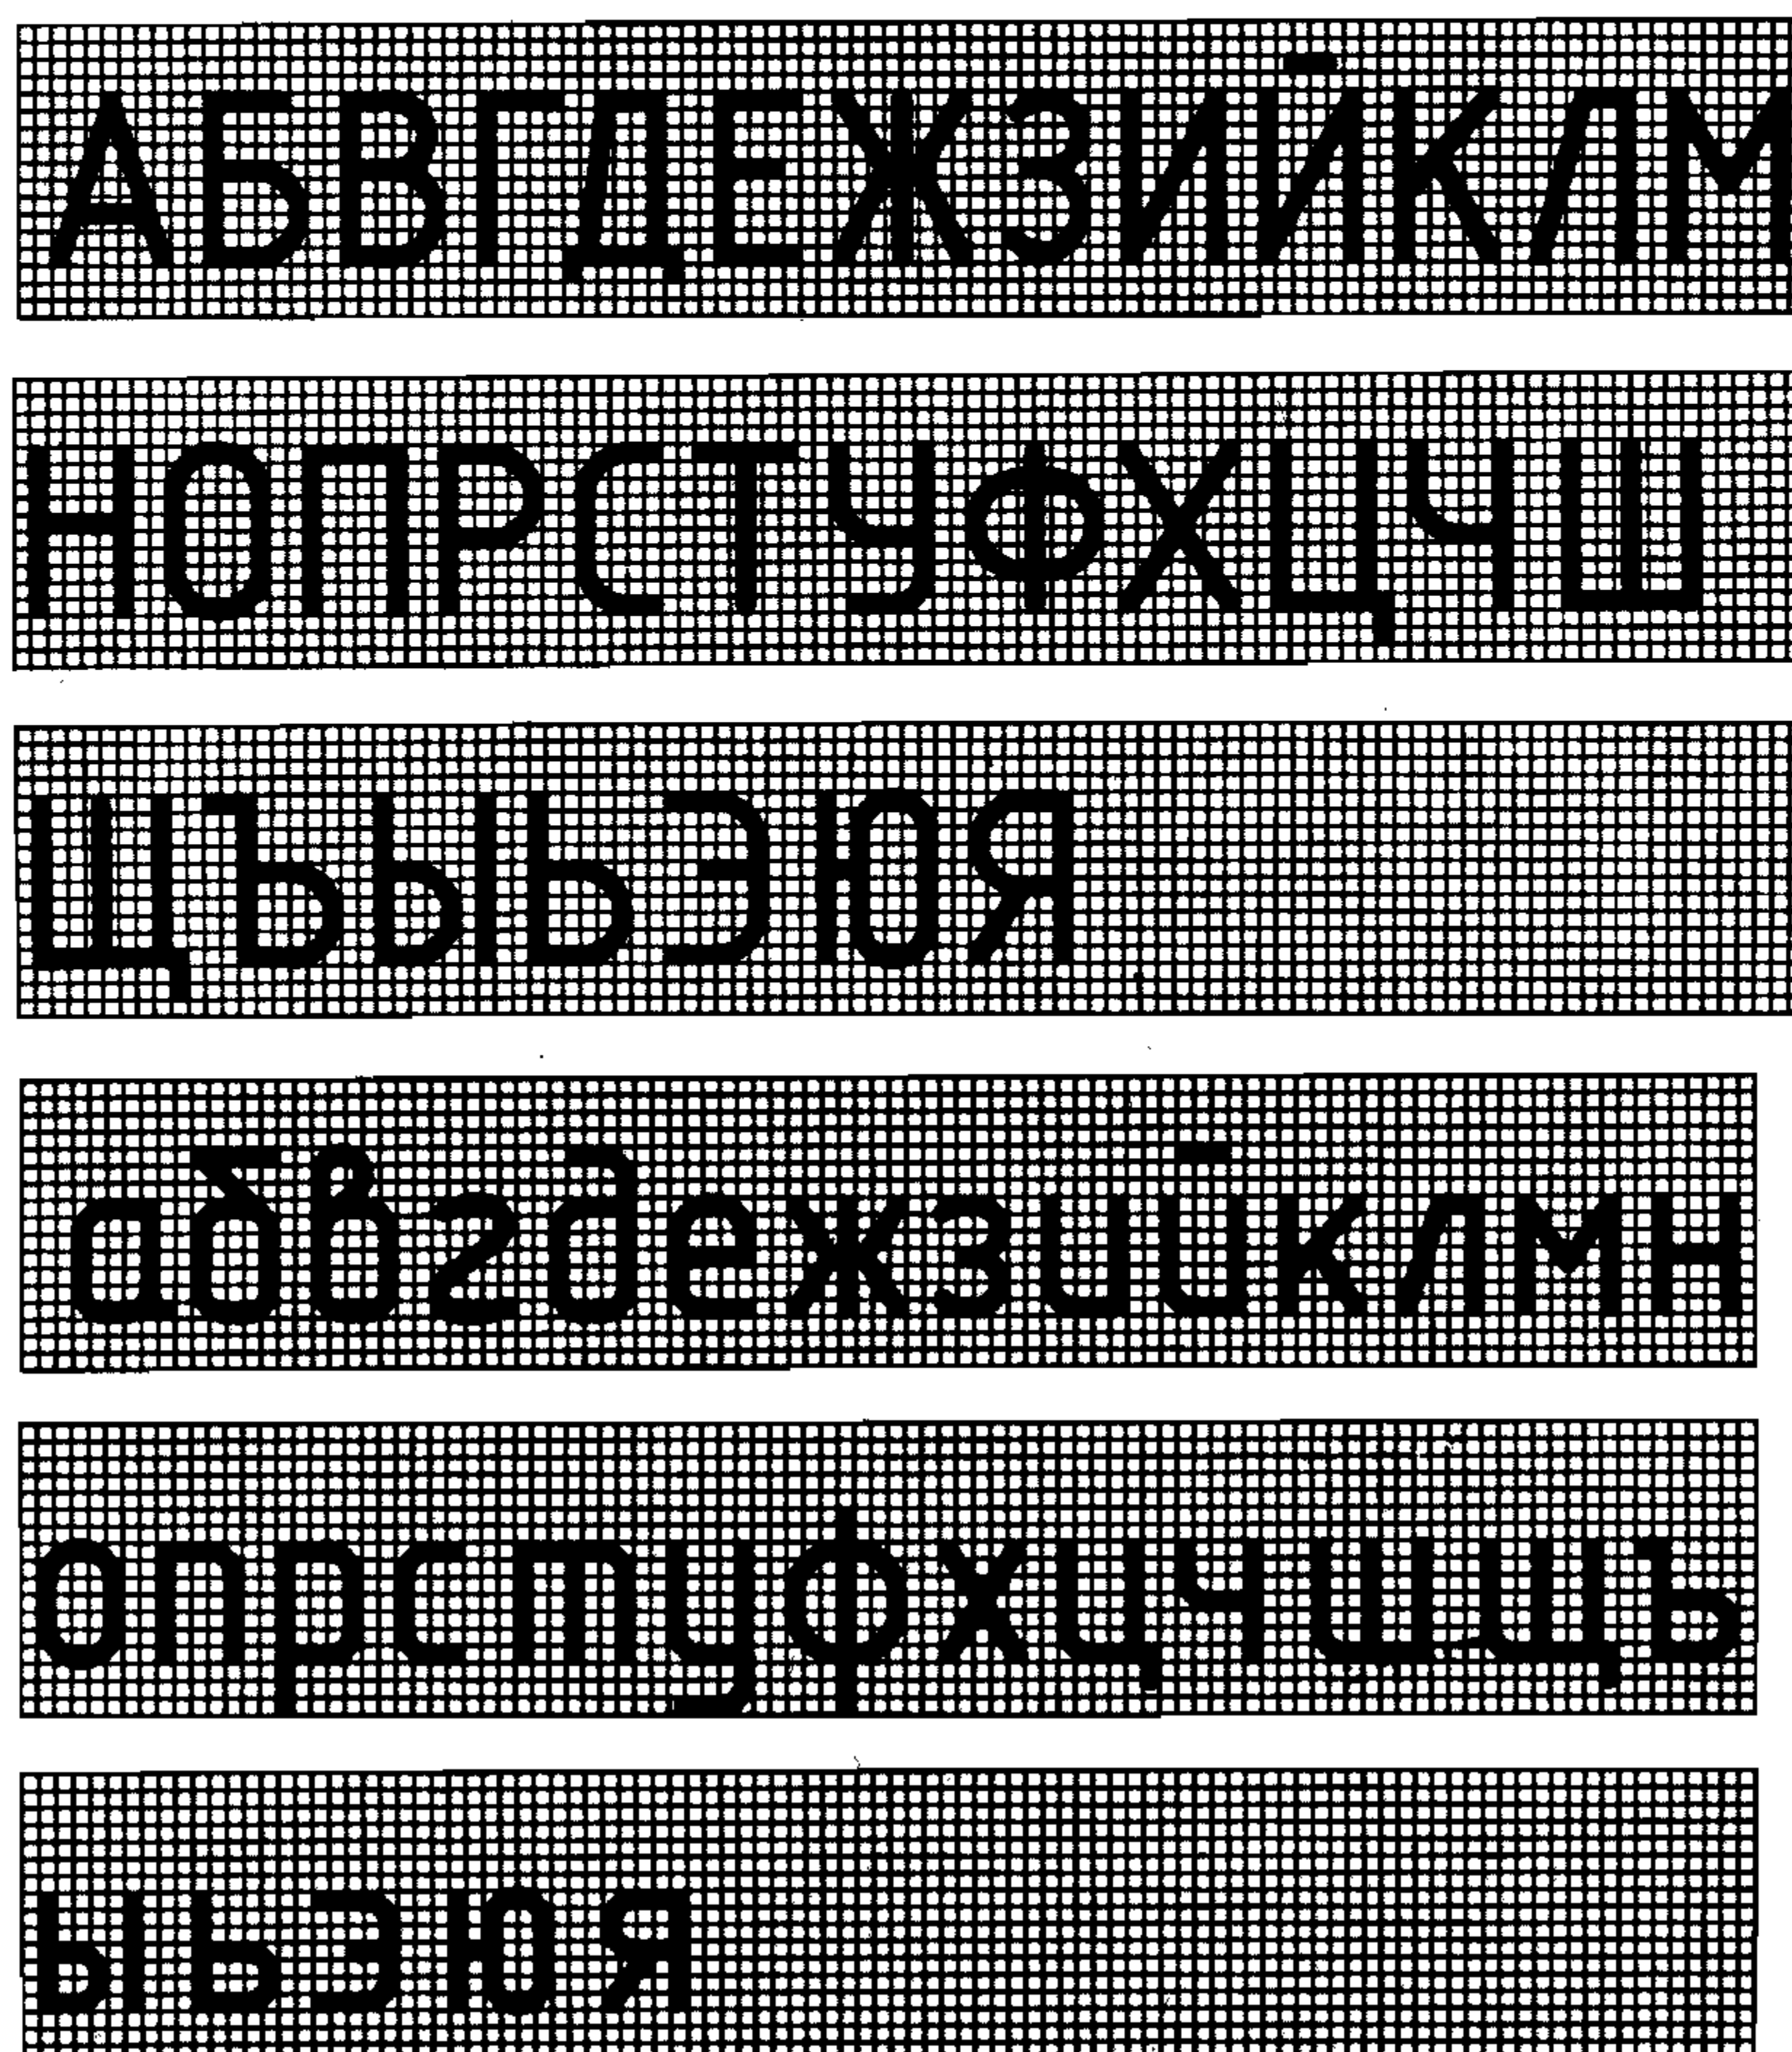 АБВГДЕЖЗИЙКЛМ
НОПРСТУФХЦЧШ
ЩЪЫЬЭЮЯ
абвгдежзийклмн
опрстуфхцчшщъ
ыьэюя